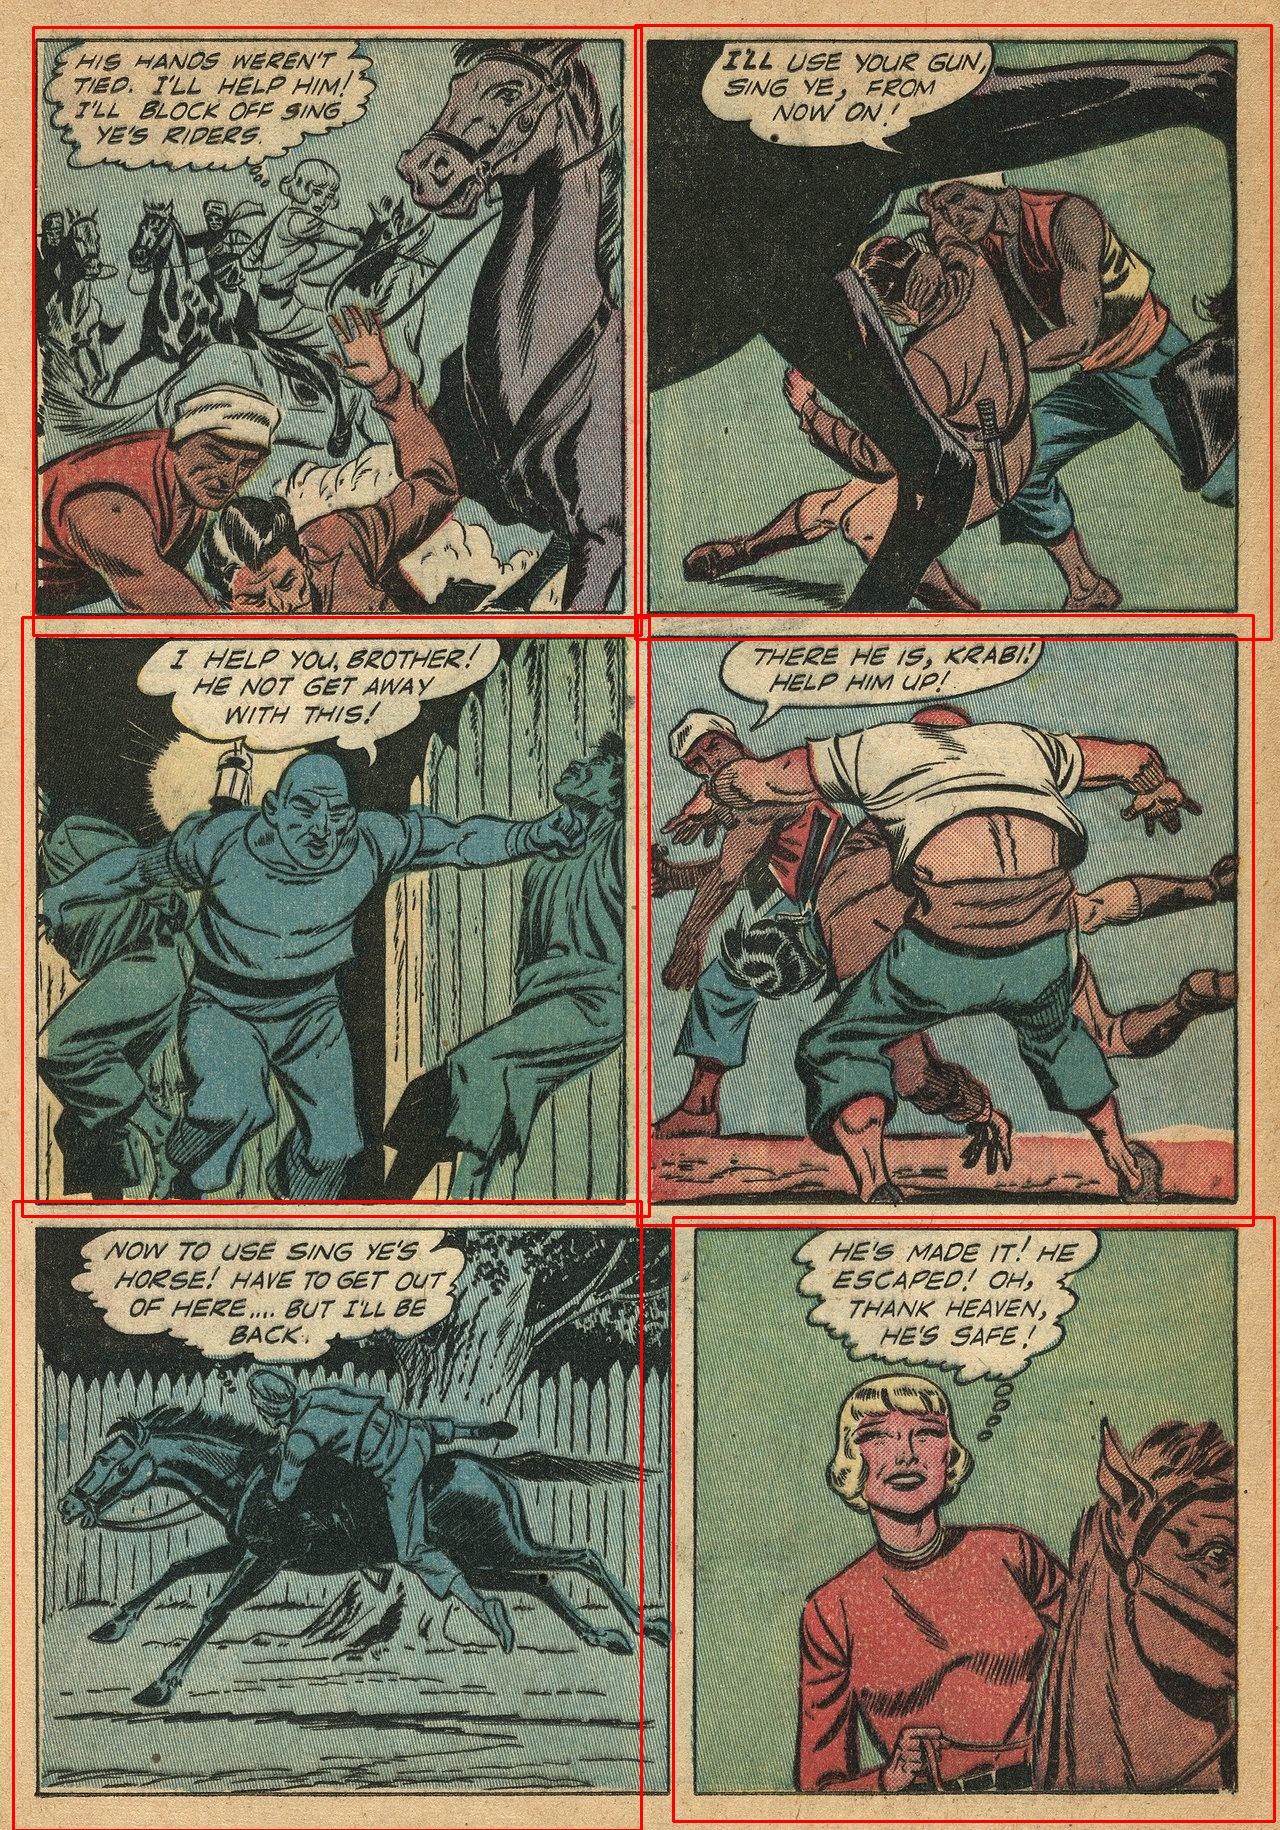 HIS HANDS WEREN'T
TIED. I'LL HELP HIM!
I'LL BLOCK OFF SING
YE'S RIDERS.
I'LL USE YOUR GUN,
SING YE, FROM
NOW ON!
I HELP YOU, BROTHER!
HE NOT GET AWAY
WITH THIS!
THERE HE IS, KRABI!
HELP HIM UP!
NOW TO USE SING YE'S
HORSE! HAVE TO GET OUT
OF HERE.... BUT I'LL BE
BACK.
HE'S MADE IT! HE
ESCAPED! OH,
THANK HEAVEN,
HE'S SAFE!